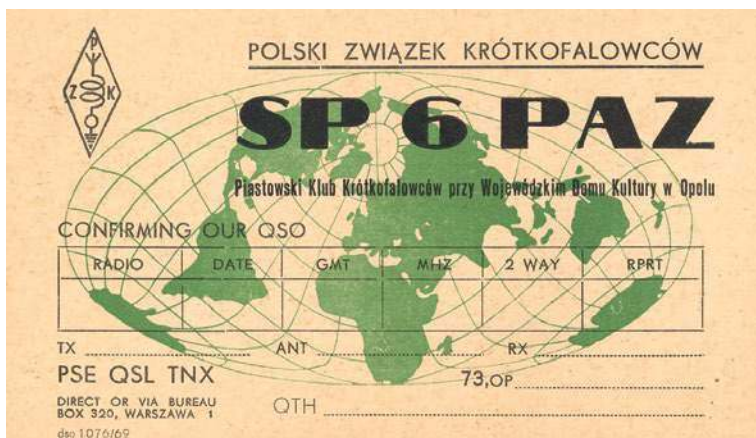 P
Z K
POLSKI ZWIĄZEK KRÓTKOFALOWCÓW
SP 6 PAZ
Piastowski Klub Krótkofalowców przy Wojewódzkim Domu Kultury w Opolu
CONFIRMING OUR QSO
RADIO DATE GMT MHZ 2 WAY RPRT
TX ANT RX
PSE QSL TNX 73,OP
DIRECT OR VIA BUREAU
BOX 320, WARSZAWA 1
QTH
dso 1076/69